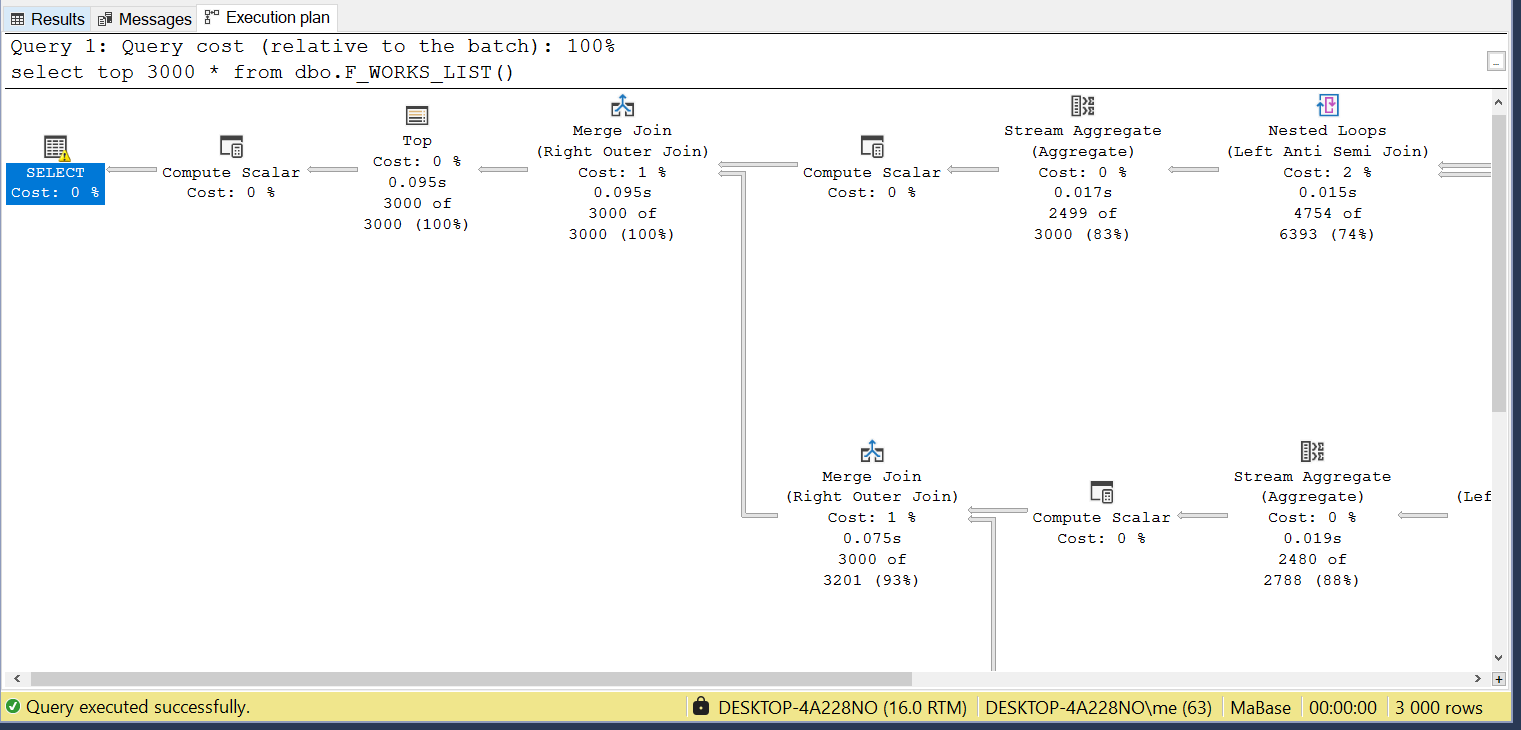 Results Messages Execution plan
Query 1: Query cost (relative to the batch): 100%
select top 3000 * from dbo.F_WORKS_LIST()
SELECT
Cost: 0 %
Compute Scalar
Cost: 0 %
Top
Cost: 0 %
0.095s
3000 of
3000 (100%)
Merge Join
(Right Outer Join)
Cost: 1 %
0.095s
3000 of
3000 (100%)
Compute Scalar
Cost: 0 %
Stream Aggregate
(Aggregate)
Cost: 0 %
0.017s
2499 of
3000 (83%)
Nested Loops
(Left Anti Semi Join)
Cost: 2 %
0.015s
4754 of
6393 (74%)
Merge Join
(Right Outer Join)
Cost: 1 %
0.075s
3000 of
3201 (93%)
Compute Scalar
Cost: 0 %
Stream Aggregate
(Aggregate)
Cost: 0 %
0.019s
2480 of
2788 (88%)
(Lef
Query executed successfully. DESKTOP-4A228NO (16.0 RTM) DESKTOP-4A228NO\me (63) MaBase 00:00:00 3 000 rows